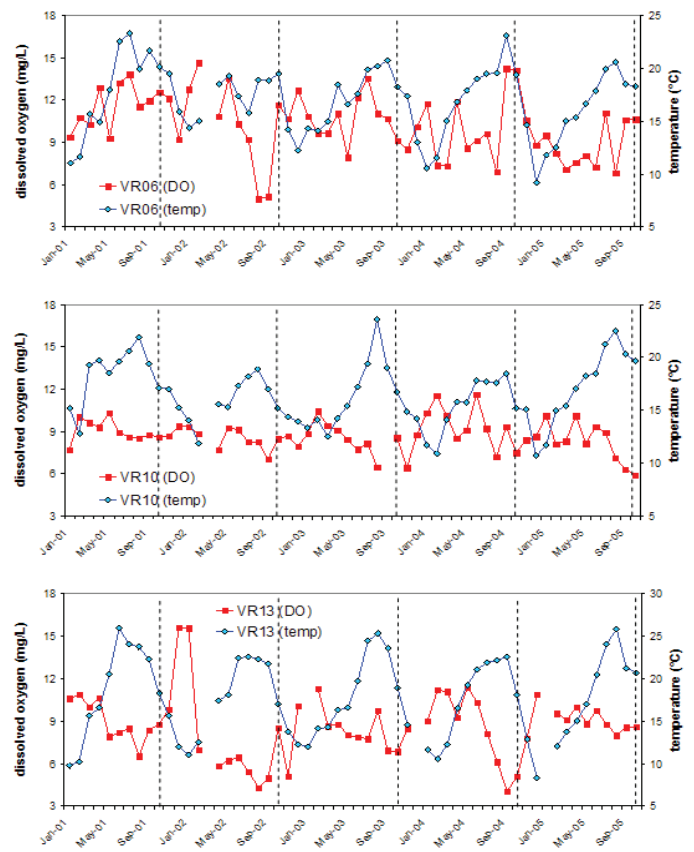 dissolved oxygen (mg/L)
18
15
12
9
6
3
25
20
15
10
5
temperature (°C)
VR06 (DO)
VR06 (temp)
Jan-01
May-01
Sep-01
Jan-02
May-02
Sep-02
Jan-03
May-03
Sep-03
Jan-04
May-04
Sep-04
Jan-05
May-05
Sep-05
dissolved oxygen (mg/L)
18
15
12
9
6
3
25
20
15
10
5
temperature (°C)
VR10 (DO)
VR10 (temp)
Jan-01
May-01
Sep-01
Jan-02
May-02
Sep-02
Jan-03
May-03
Sep-03
Jan-04
May-04
Sep-04
Jan-05
May-05
Sep-05
dissolved oxygen (mg/L)
18
15
12
9
6
3
30
25
20
15
10
5
temperature (°C)
VR13 (DO)
VR13 (temp)
Jan-01
May-01
Sep-01
Jan-02
May-02
Sep-02
Jan-03
May-03
Sep-03
Jan-04
May-04
Sep-04
Jan-05
May-05
Sep-05